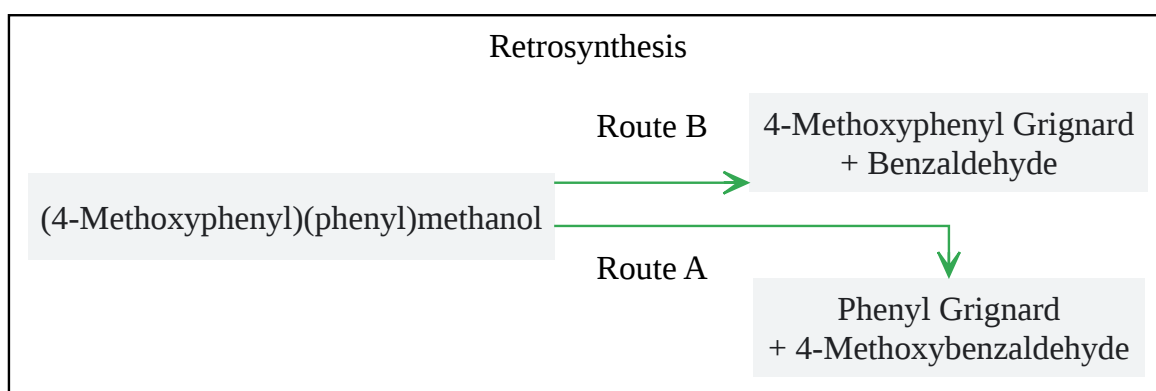 Retrosynthesis
Route B
4-Methoxyphenyl Grignard
+ Benzaldehyde
(4-Methoxyphenyl)(phenyl)methanol
Route A
Phenyl Grignard
+ 4-Methoxybenzaldehyde